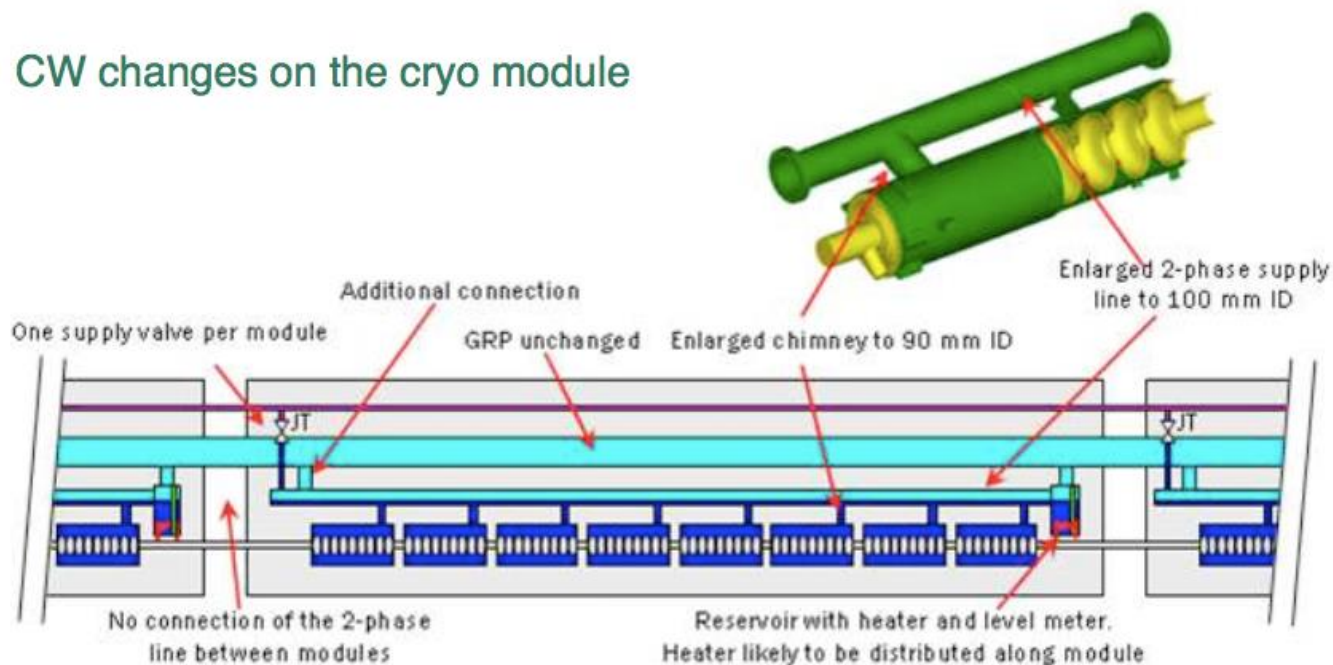 CW changes on the cryo module
Enlarged 2-phase supply
line to 100 mm ID
Additional connection
One supply valve per module
GRP unchanged
Enlarged chimney to 90 mm ID
JT
JT
No connection of the 2-phase
line between modules
Reservoir with heater and level meter.
Heater likely to be distributed along module